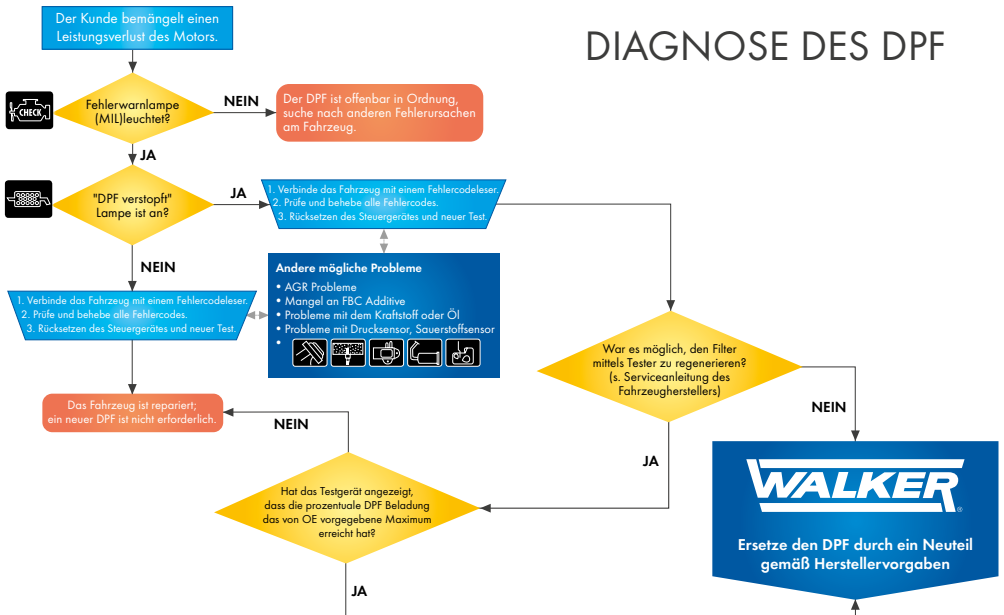 DIAGNOSE DES DPF
Der Kunde bemängelt einen
Leistungsverlust des Motors.
CHECK
Fehlerwarnlampe
(MIL)leuchtet?
NEIN
Der DPF ist offenbar in Ordnung,
suche nach anderen Fehlerursachen
am Fahrzeug.
JA
"DPF verstopft"
Lampe ist an?
JA
1. Verbinde das Fahrzeug mit einem Fehlercodeleser.
2. Prüfe und behebe alle Fehlercodes.
3. Rücksetzen des Steuergerätes und neuer Test.
NEIN
1. Verbinde das Fahrzeug mit einem Fehlercodeleser.
2. Prüfe und behebe alle Fehlercodes.
3. Rücksetzen des Steuergerätes und neuer Test.
Andere mögliche Probleme
• AGR Probleme
• Mangel an FBC Additive
• Probleme mit dem Kraftstoff oder Öl
• Probleme mit Drucksensor, Sauerstoffsensor
•
War es möglich, den Filter
mittels Tester zu regenerieren?
(s. Serviceanleitung des
Fahrzeugherstellers)
NEIN
JA
Das Fahrzeug ist repariert;
ein neuer DPF ist nicht erforderlich.
NEIN
Hat das Testgerät angezeigt,
dass die prozentuale DPF Beladung
das von OE vorgegebene Maximum
erreicht hat?
JA
WALKER®
Ersetze den DPF durch ein Neuteil
gemäß Herstellervorgaben